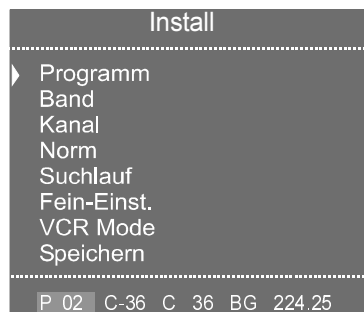 Install
Programm
Band
Kanal
Norm
Suchlauf
Fein-Einst.
VCR Mode
Speichern
P 02 C-36 C 36 BG 224.25